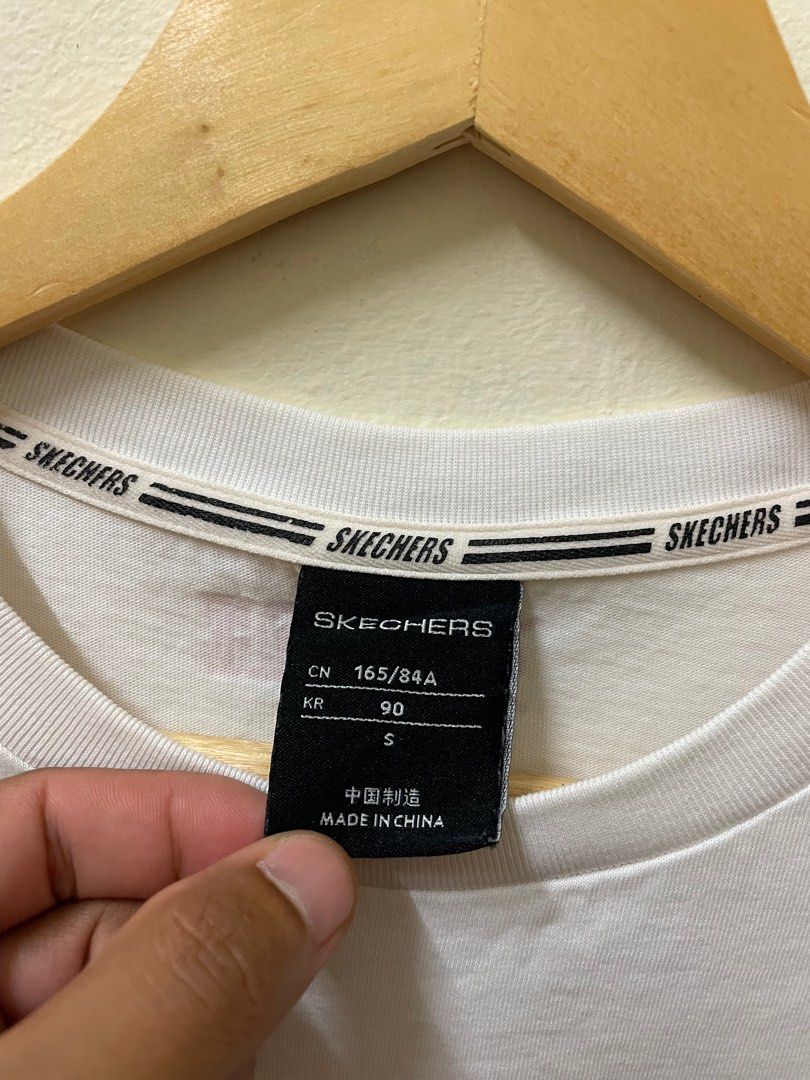 SKECHERS SKECHERS SKECHERS
SKECHERS
CN 165/84A
KR 90
S
中国制造
MADE IN CHINA